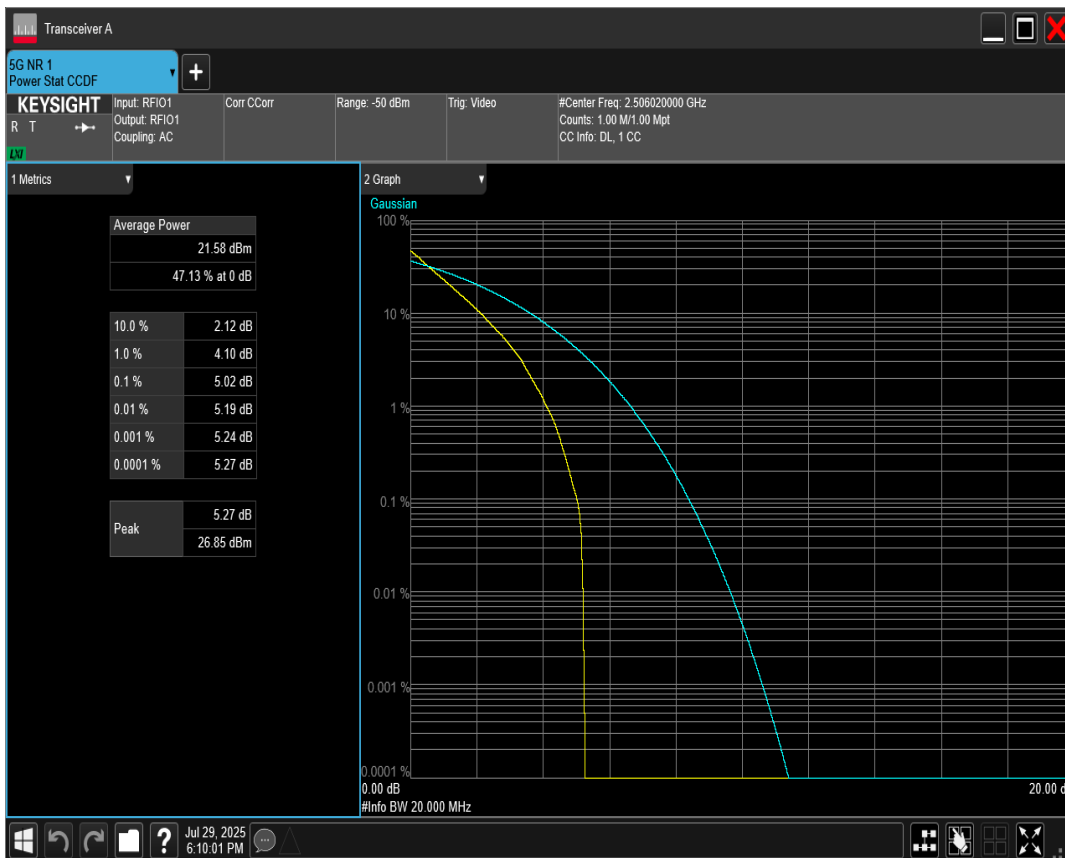 Transceiver A
5G NR 1
Power Stat CCDF
+
KEYSIGHT
R T
LXI
Input: RFIO1
Output: RFIO1
Coupling: AC
Corr CCorr
Range: -50 dBm
Trig: Video
#Center Freq: 2.506020000 GHz
Counts: 1.00 M/1.00 Mpt
CC Info: DL, 1 CC
1 Metrics
Average Power
21.58 dBm
47.13 % at 0 dB
10.0 % 2.12 dB
1.0 % 4.10 dB
0.1 % 5.02 dB
0.01 % 5.19 dB
0.001 % 5.24 dB
0.0001 % 5.27 dB
Peak 5.27 dB
26.85 dBm
2 Graph
Gaussian
100 %
10 %
1 %
0.1 %
0.01 %
0.001 %
0.0001 %
0.00 dB 20.00 d
#Info BW 20.000 MHz
?
Jul 29, 2025
6:10:01 PM